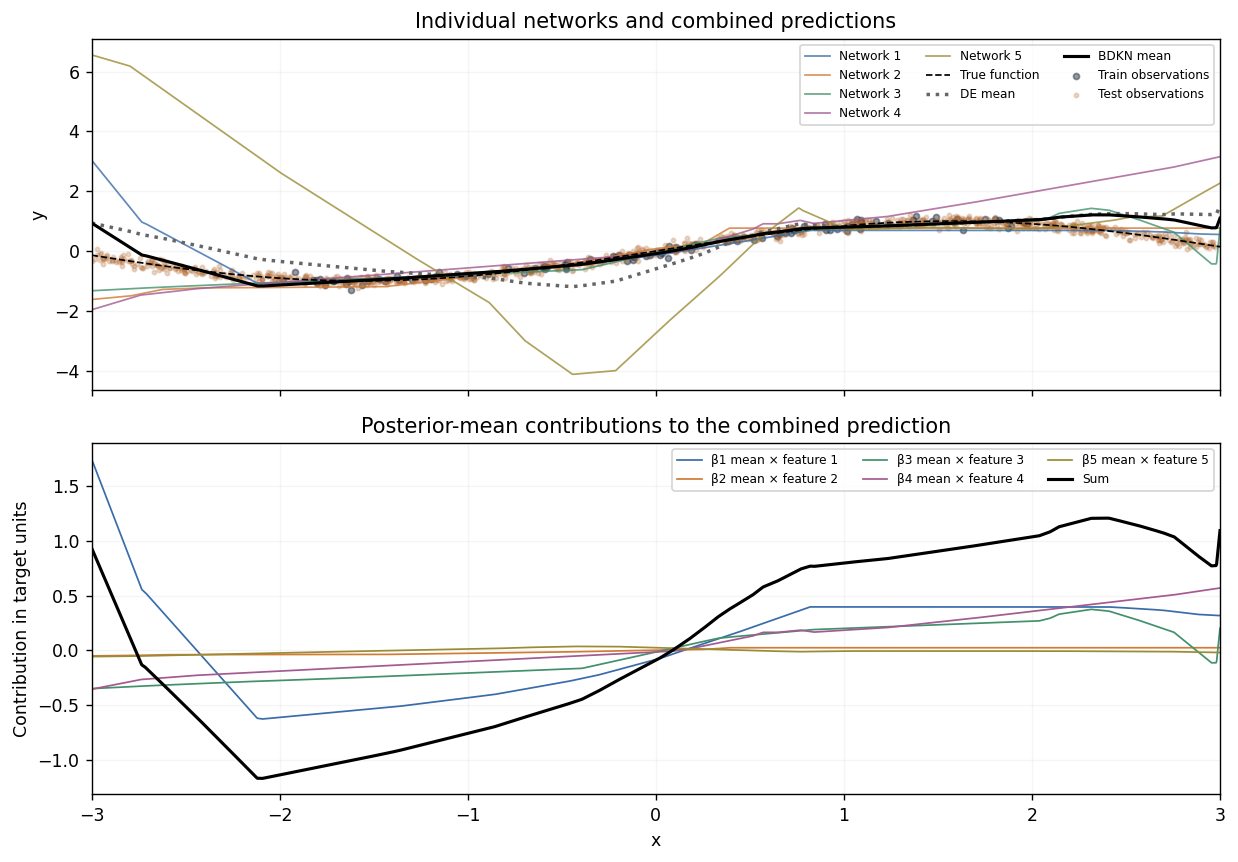 Individual networks and combined predictions
Network 1
Network 2
Network 3
Network 4
Network 5
True function
DE mean
BDKN mean
Train observations
Test observations
y
6
4
2
0
−2
−4
Posterior-mean contributions to the combined prediction
β1 mean × feature 1
β2 mean × feature 2
β3 mean × feature 3
β4 mean × feature 4
β5 mean × feature 5
Sum
Contribution in target units
1.5
1.0
0.5
0.0
−0.5
−1.0
−3
−2
−1
0
1
2
3
x